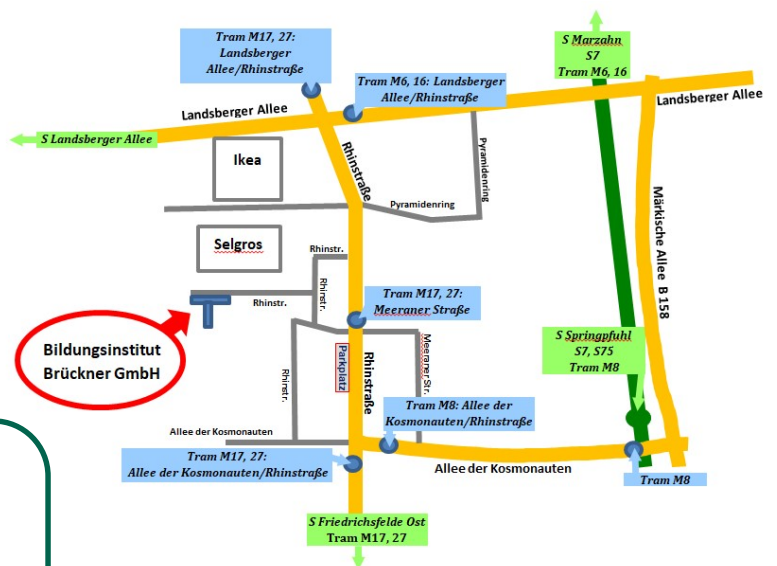 Tram M17, 27:
Landsberger
Allee/Rhinstraße
S Marzahn
S7
Tram M6, 16
Tram M6, 16: Landsberger
Allee/Rhinstraße
Landsberger Allee
Landsberger Allee
S Landsberger Allee
Ikea
Rhinstraße
Pyramidenring
Pyramidenring
Märkische Allee B 158
Selgros
Rhinstr.
Rhinstr.
Rhinstr.
Tram M17, 27:
Meeraner Straße
Bildungsinstitut
Brückner GmbH
S Springpfuhl
S7, S75
Tram M8
Parkplatz
Rhinstraße
Meeraner Str.
Rhinstr.
Tram M8: Allee der
Kosmonauten/Rhinstraße
Allee der Kosmonauten
Tram M17, 27:
Allee der Kosmonauten/Rhinstraße
Allee der Kosmonauten
Tram M8
S Friedrichsfelde Ost
Tram M17, 27